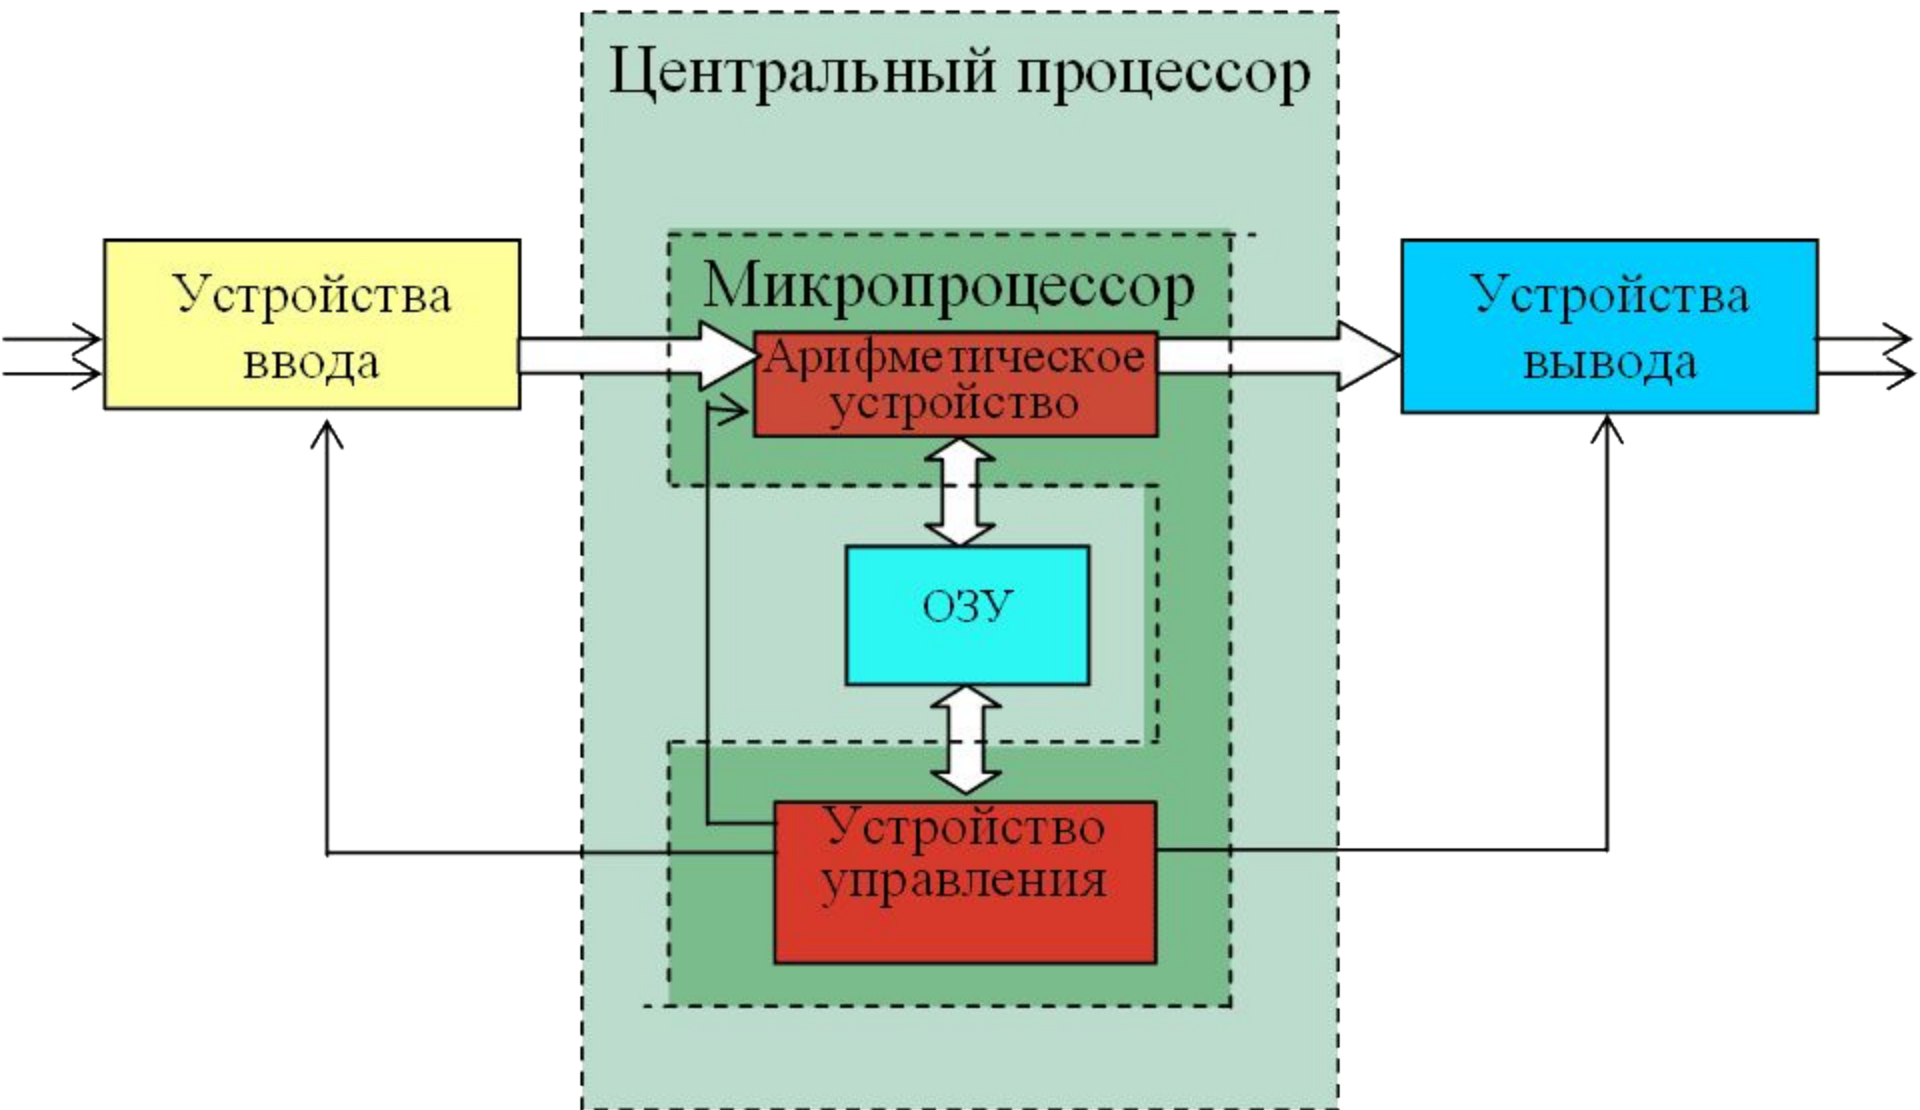 Центральный процессор
Микропроцессор
Устройства
ввода
Арифметическое
устройство
Устройства
вывода
ОЗУ
Устройство
управления